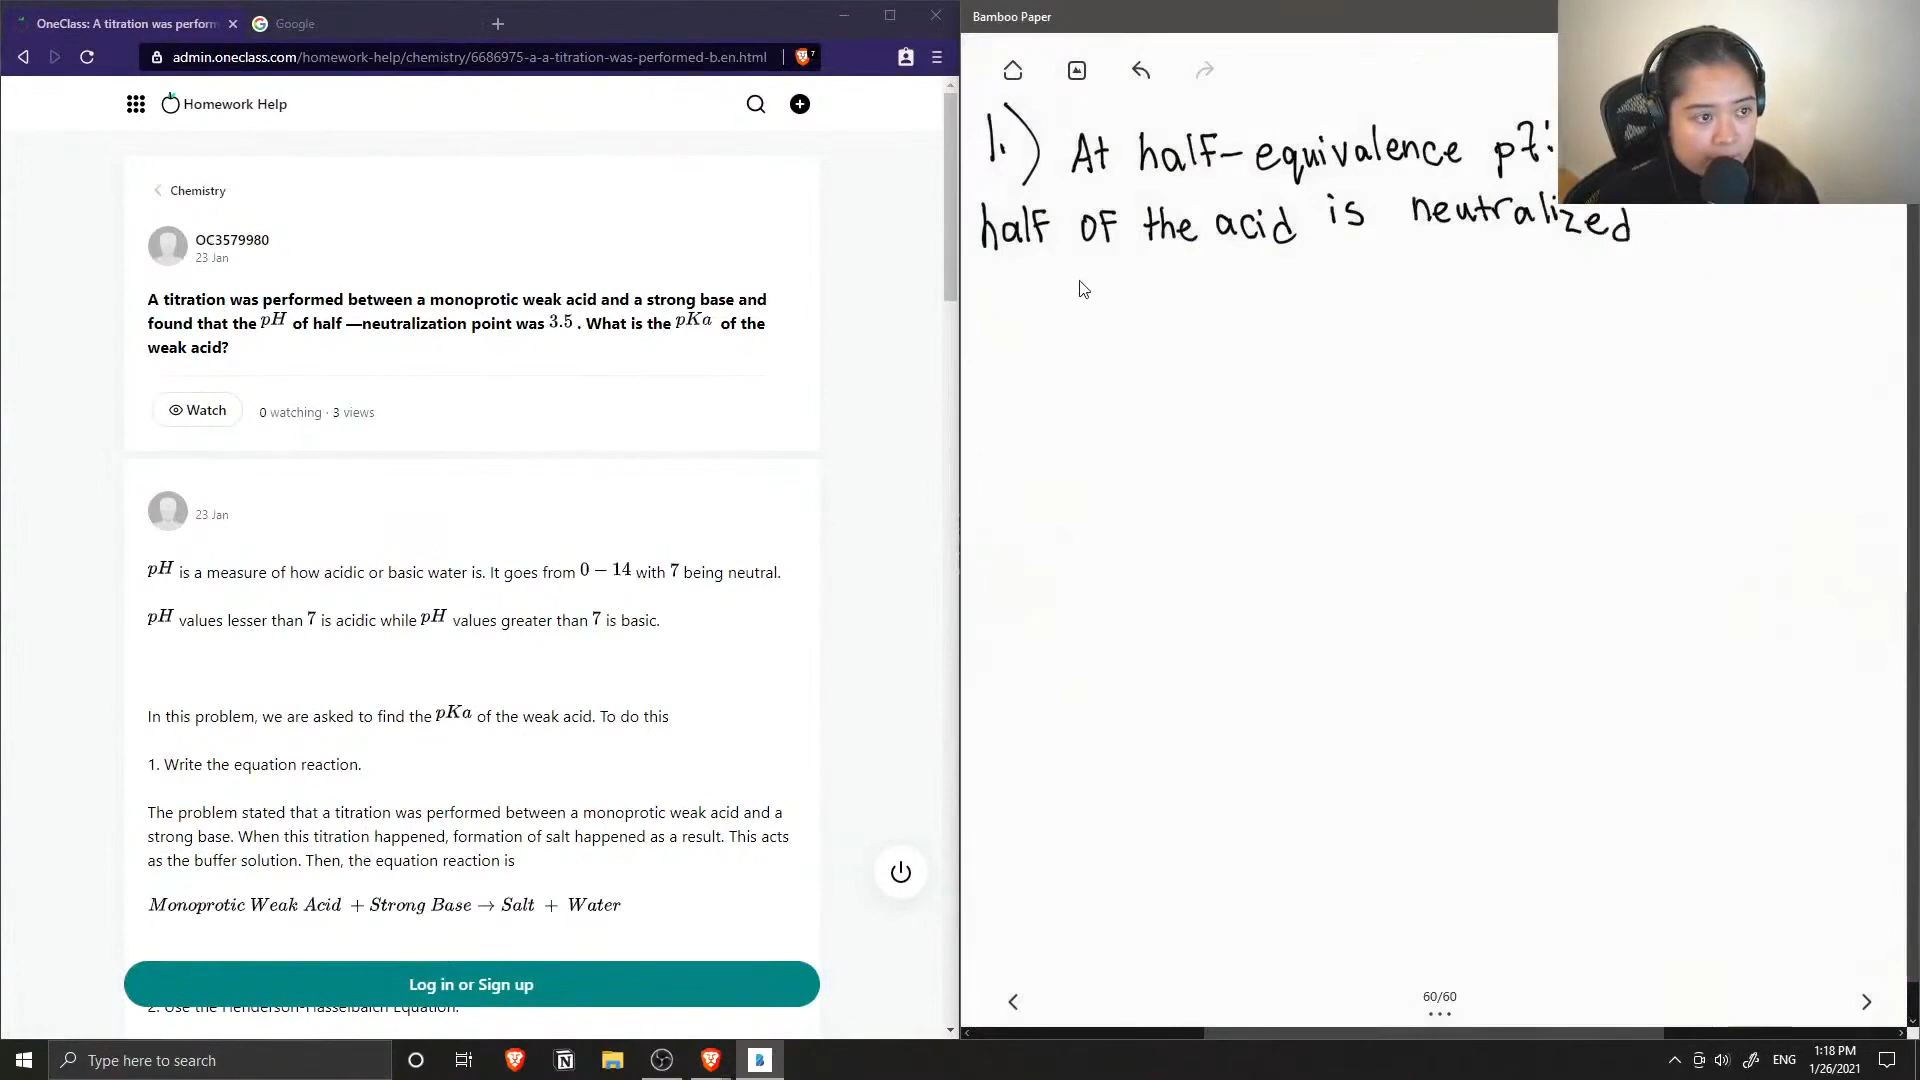 OneClass: A titration was perform
Google
admin.oneclass.com/homework-help/chemistry/6686975-a-a-titration-was-performed-b.en.html
7
Homework Help
Chemistry
OC3579980
23 Jan
A titration was performed between a monoprotic weak acid and a strong base and
found that the pH of half —neutralization point was 3.5 . What is the pKa of the
weak acid?
Watch
0 watching · 3 views
23 Jan
pH is a measure of how acidic or basic water is. It goes from 0 − 14 with 7 being neutral.
pH values lesser than 7 is acidic while pH values greater than 7 is basic.
In this problem, we are asked to find the pKa of the weak acid. To do this
1. Write the equation reaction.
The problem stated that a titration was performed between a monoprotic weak acid and a
strong base. When this titration happened, formation of salt happened as a result. This acts
as the buffer solution. Then, the equation reaction is
Monoprotic Weak Acid + Strong Base → Salt + Water
Log in or Sign up
2. Use the Henderson-Hasselbalch Equation.
Bamboo Paper
1.) At half-equivalence pt:
half of the acid is neutralized
60/60
Type here to search
ENG
1:18 PM
1/26/2021